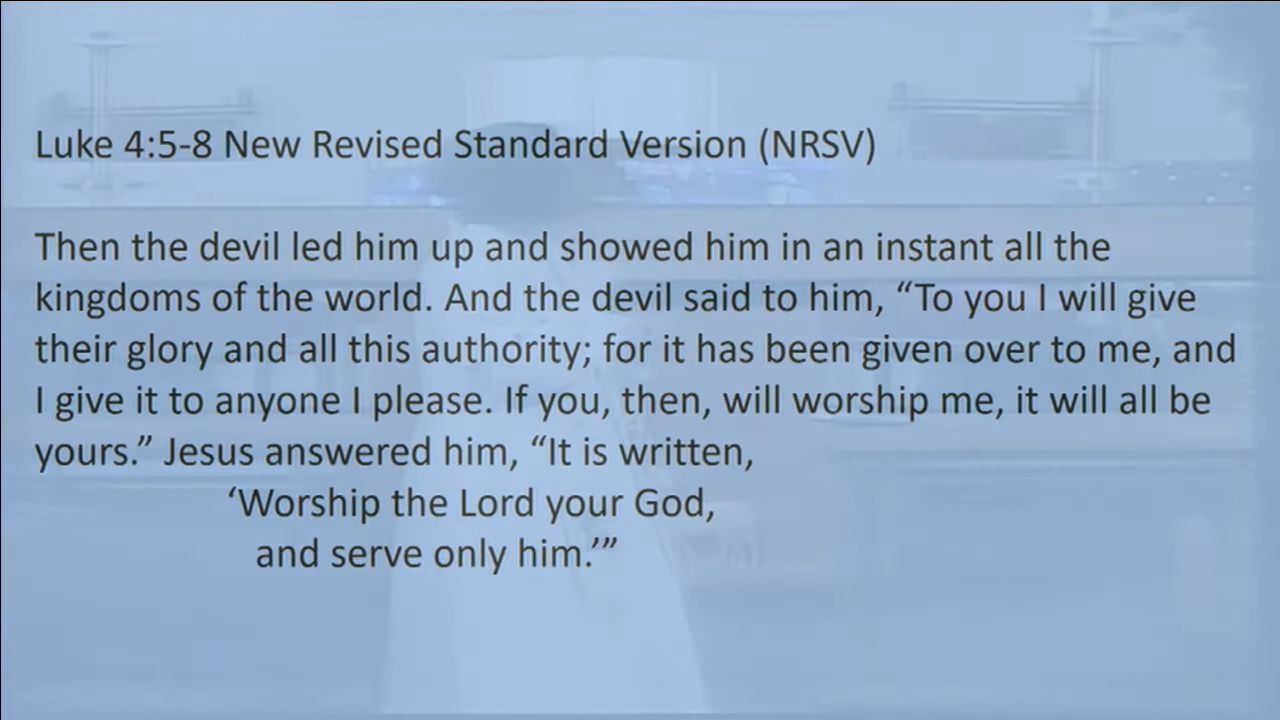 Luke 4:5-8 New Revised Standard Version (NRSV)
Then the devil led him up and showed him in an instant all the
kingdoms of the world. And the devil said to him, “To you I will give
their glory and all this authority; for it has been given over to me, and
I give it to anyone I please. If you, then, will worship me, it will all be
yours.” Jesus answered him, “It is written,
‘Worship the Lord your God,
and serve only him.’”